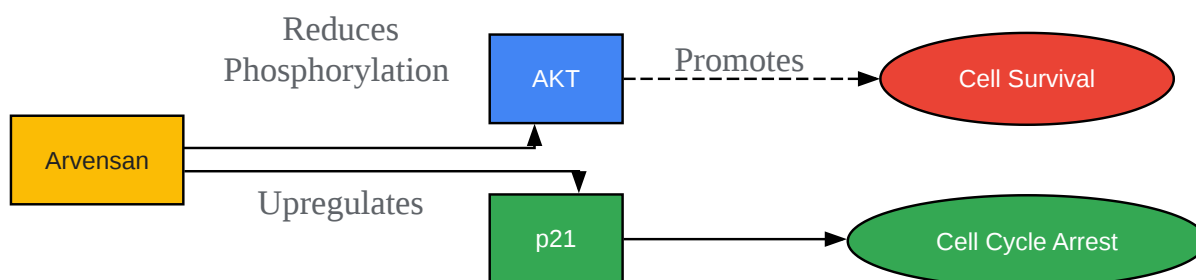 Reduces
Phosphorylation
AKT
Promotes
Cell Survival
Arvensan
Upregulates
p21
Cell Cycle Arrest